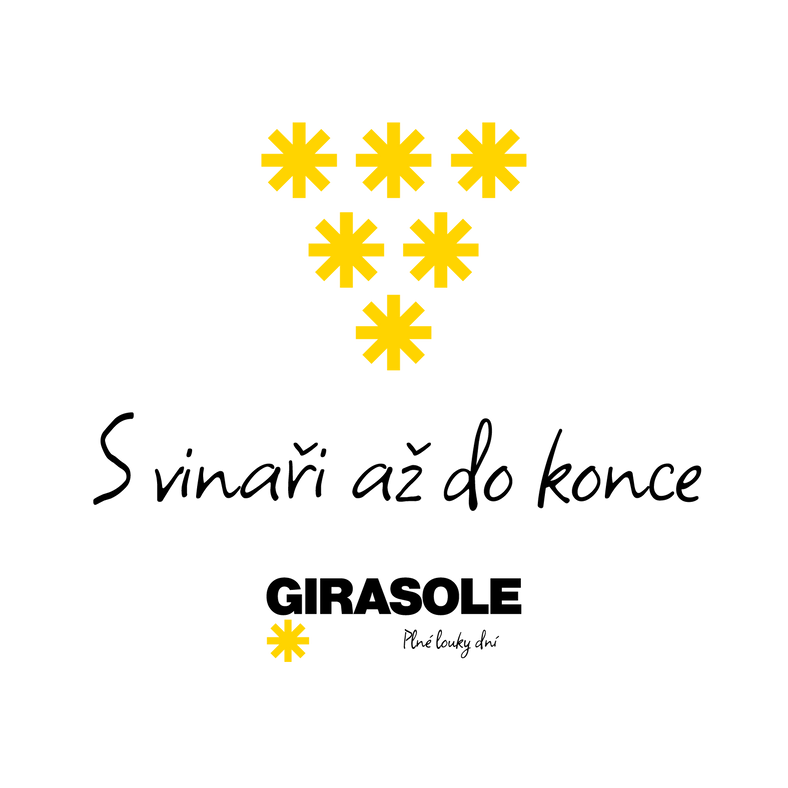 S vinaři až do konce
GIRASOLE
Plné louky dní